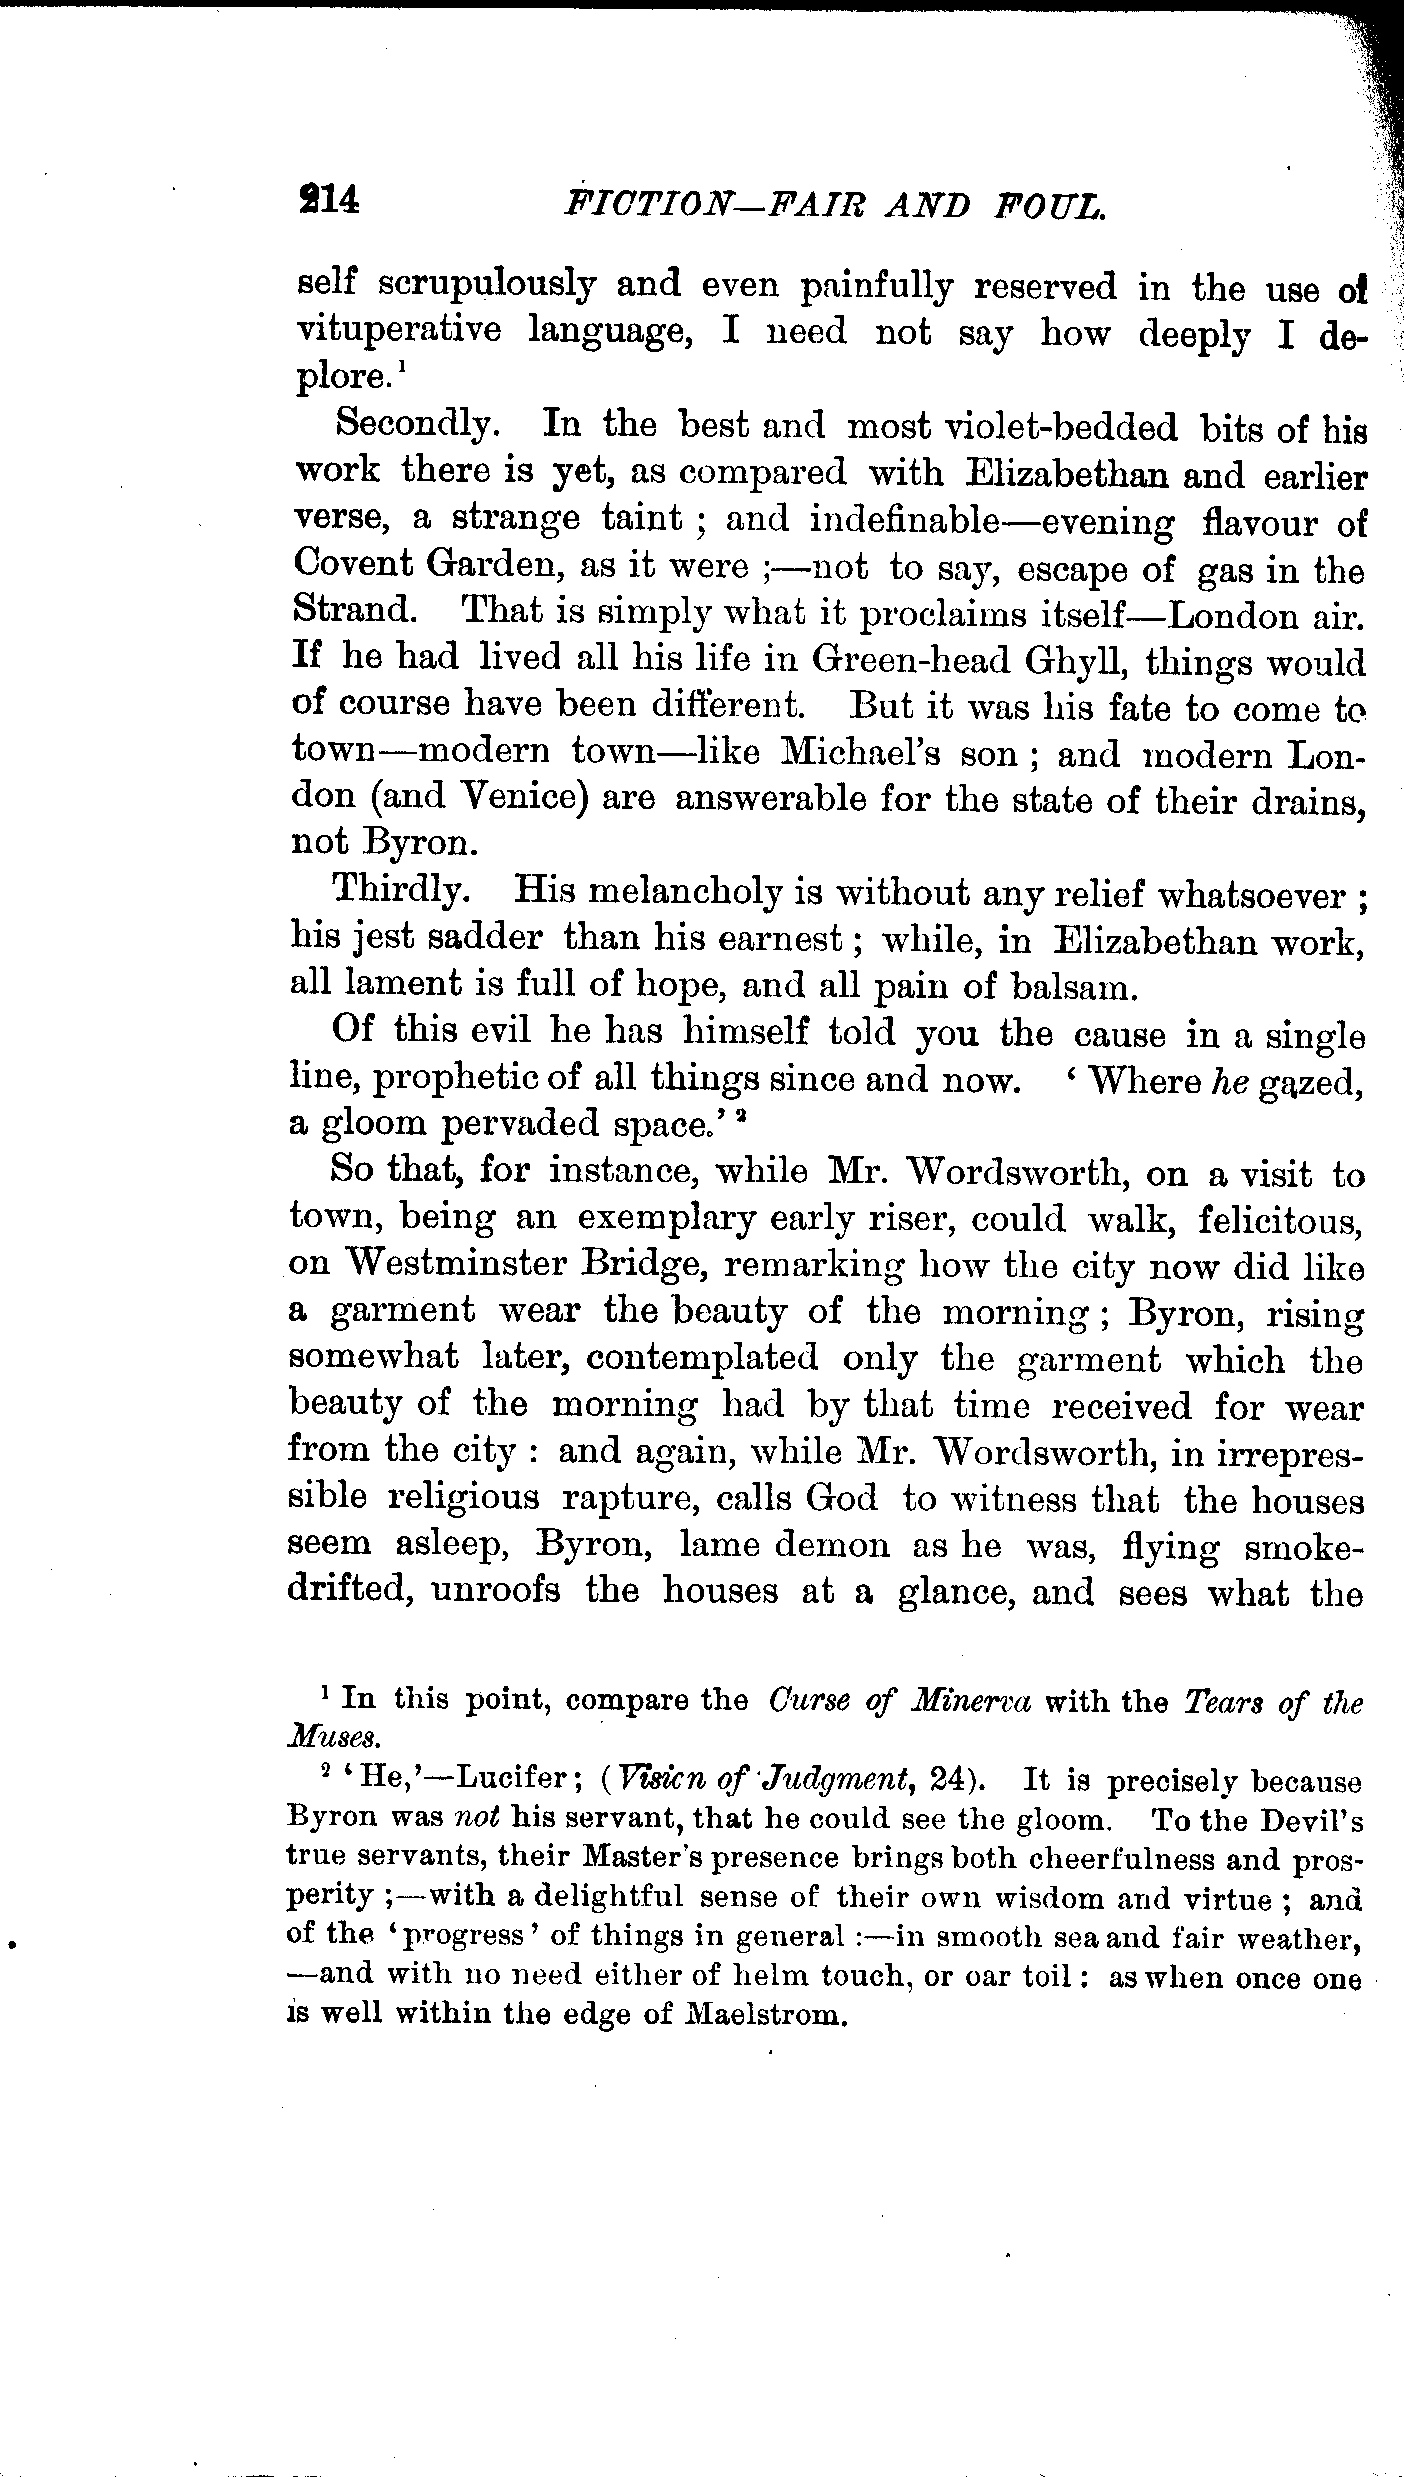 214 FICTION—FAIR AND FOUL.
self scrupulously and even painfully reserved in the use of
vituperative language, I need not say how deeply I de-
plore.¹
Secondly. In the best and most violet-bedded bits of his
work there is yet, as compared with Elizabethan and earlier
verse, a strange taint ; and indefinable—evening flavour of
Covent Garden, as it were ;—not to say, escape of gas in the
Strand. That is simply what it proclaims itself—London air.
If he had lived all his life in Green-head Ghyll, things would
of course have been different. But it was his fate to come to
town—modern town—like Michael's son ; and modern Lon-
don (and Venice) are answerable for the state of their drains,
not Byron.
Thirdly. His melancholy is without any relief whatsoever ;
his jest sadder than his earnest ; while, in Elizabethan work,
all lament is full of hope, and all pain of balsam.
Of this evil he has himself told you the cause in a single
line, prophetic of all things since and now. ‘ Where he gazed,
a gloom pervaded space.’ ²
So that, for instance, while Mr. Wordsworth, on a visit to
town, being an exemplary early riser, could walk, felicitous,
on Westminster Bridge, remarking how the city now did like
a garment wear the beauty of the morning ; Byron, rising
somewhat later, contemplated only the garment which the
beauty of the morning had by that time received for wear
from the city : and again, while Mr. Wordsworth, in irrepres-
sible religious rapture, calls God to witness that the houses
seem asleep, Byron, lame demon as he was, flying smoke-
drifted, unroofs the houses at a glance, and sees what the
¹ In this point, compare the Curse of Minerva with the Tears of the
Muses.
² ‘ He,’—Lucifer ; (Vision of Judgment, 24). It is precisely because
Byron was not his servant, that he could see the gloom. To the Devil's
true servants, their Master's presence brings both cheerfulness and pros-
perity ;—with a delightful sense of their own wisdom and virtue ; and
of the ‘ progress ’ of things in general :—in smooth sea and fair weather,
—and with no need either of helm touch, or oar toil : as when once one
is well within the edge of Maelstrom.